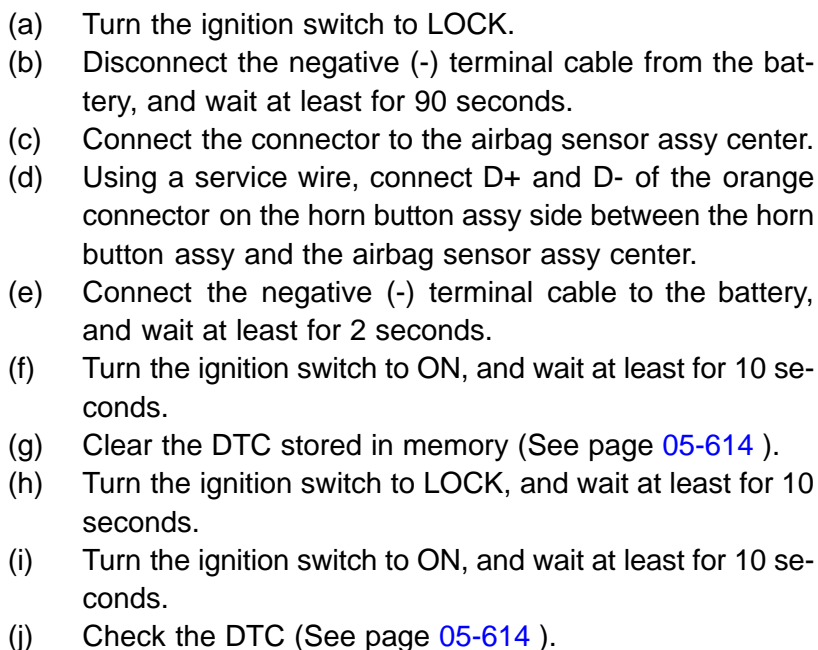 (a) Turn the ignition switch to LOCK.
(b) Disconnect the negative (-) terminal cable from the bat-
tery, and wait at least for 90 seconds.
(c) Connect the connector to the airbag sensor assy center.
(d) Using a service wire, connect D+ and D- of the orange
connector on the horn button assy side between the horn
button assy and the airbag sensor assy center.
(e) Connect the negative (-) terminal cable to the battery,
and wait at least for 2 seconds.
(f) Turn the ignition switch to ON, and wait at least for 10 se-
conds.
(g) Clear the DTC stored in memory (See page 05-614 ).
(h) Turn the ignition switch to LOCK, and wait at least for 10
seconds.
(i) Turn the ignition switch to ON, and wait at least for 10 se-
conds.
(j) Check the DTC (See page 05-614 ).